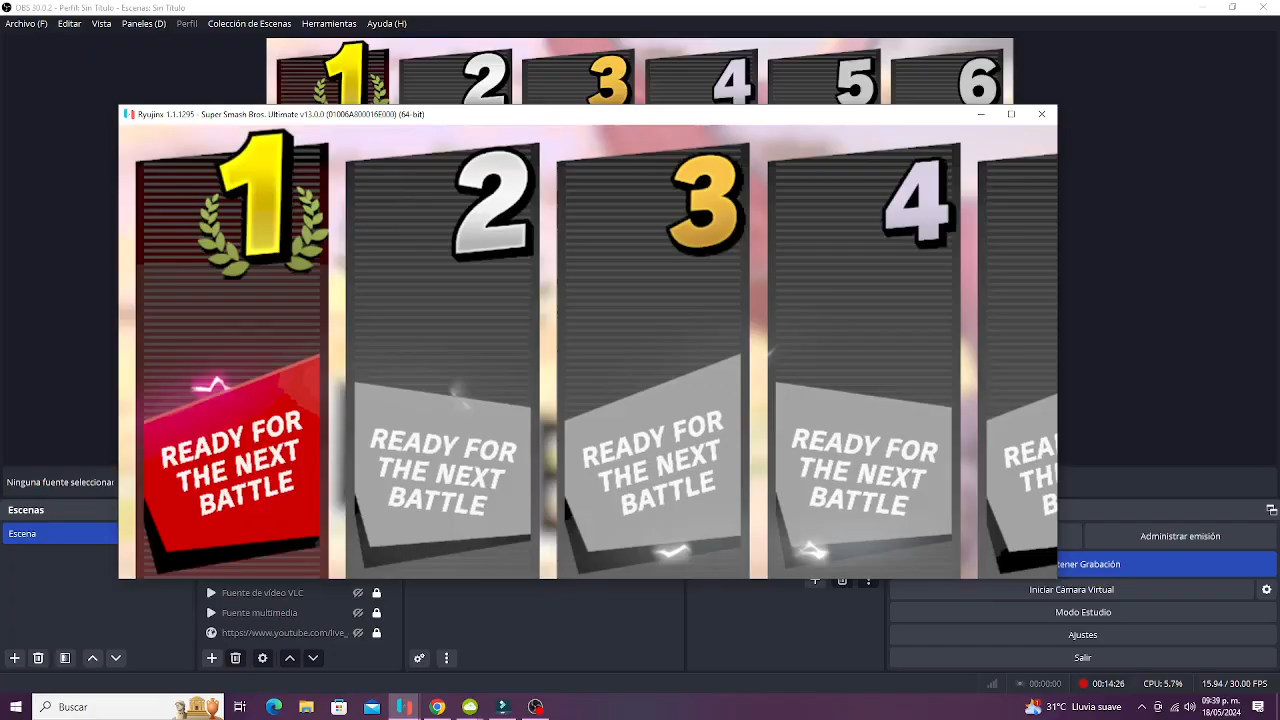 OBS 30.0.2 - Perfil: Sin Título - Escenas: Sin Título
Archivo (F) Editar Vista Paneles (D) Perfil Colección de Escenas Herramientas Ayuda (H)
1 2 3 4 5 6
Ryujinx 1.1.1295 - Super Smash Bros. Ultimate v13.0.0 (01006A800016E000) (64-bit)
1 2 3 4
READY FOR
THE NEXT
BATTLE
READY FOR
THE NEXT
BATTLE
READY FOR
THE NEXT
BATTLE
READY FOR
THE NEXT
BATTLE
Ninguna fuente seleccionar
Escenas
Escena
Administrar emisión
tener Grabación
Fuente de vídeo VLC
Iniciar Cámara Virtual
Fuente multimedia
Modo Estudio
https://www.youtube.com/live_
Ajustes
Salir
00:00:00 00:14:26 CPU: 5.7% 15.94 / 30.00 FPS
Buscar
31°C Lluvia suave
09:39 p. m.
18/05/2024